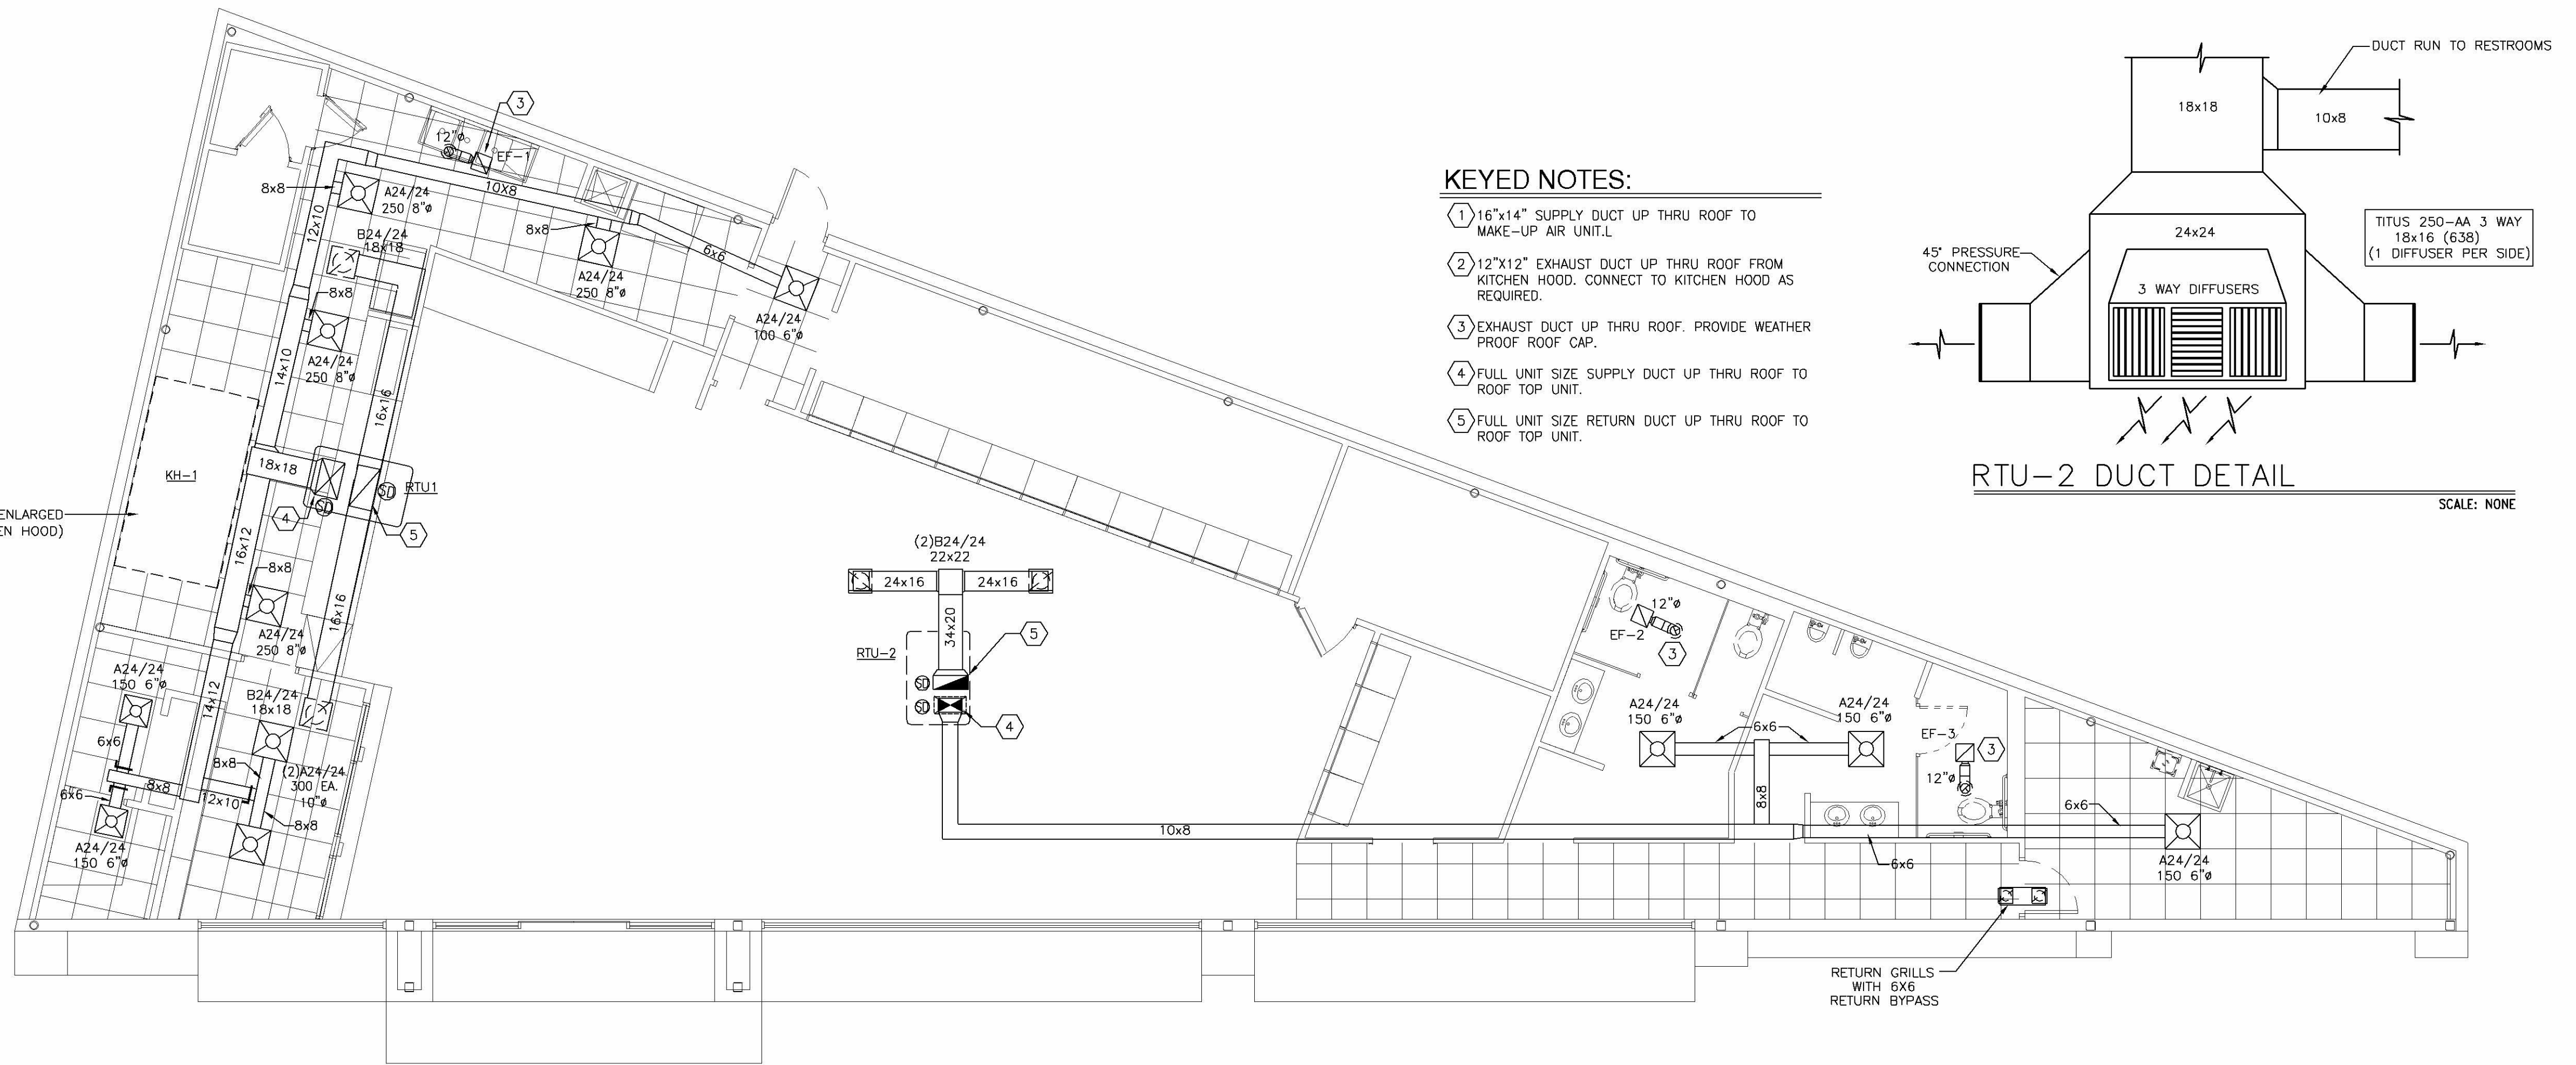 DUCT RUN TO RESTROOMS
18x18
10x8
24x24
45° PRESSURE
CONNECTION
3 WAY DIFFUSERS
TITUS 250-AA 3 WAY
18x16 (638)
(1 DIFFUSER PER SIDE)
RTU-2 DUCT DETAIL
SCALE: NONE
KEYED NOTES:
1 16"x14" SUPPLY DUCT UP THRU ROOF TO
MAKE-UP AIR UNIT.L
2 12"X12" EXHAUST DUCT UP THRU ROOF FROM
KITCHEN HOOD. CONNECT TO KITCHEN HOOD AS
REQUIRED.
3 EXHAUST DUCT UP THRU ROOF. PROVIDE WEATHER
PROOF ROOF CAP.
4 FULL UNIT SIZE SUPPLY DUCT UP THRU ROOF TO
ROOF TOP UNIT.
5 FULL UNIT SIZE RETURN DUCT UP THRU ROOF TO
ROOF TOP UNIT.
3
12"ø
EF-1
10X8
8x8
A24/24
250 8"ø
12x10
B24/24
18x18
8x8
A24/24
250 8"ø
6x6
A24/24
100 6"ø
8x8
A24/24
250 8"ø
14x10
16x16
18x18
KH-1
SD
RTU1
SD
4
5
ENLARGED
EN HOOD)
16x12
8x8
A24/24
250 8"ø
16x16
A24/24
150 6"ø
14x12
B24/24
18x18
6x6
8x8
(2)A24/24
300 EA.
10"ø
8x8
12x10
6x6
8x8
A24/24
150 6"ø
(2)B24/24
22x22
24x16
24x16
34x20
RTU-2
5
SD
SD
4
10x8
12"ø
EF-2
3
A24/24
150 6"ø
6x6
A24/24
150 6"ø
8x8
EF-3
3
12"ø
6x6
6x6
A24/24
150 6"ø
RETURN GRILLS
WITH 6X6
RETURN BYPASS